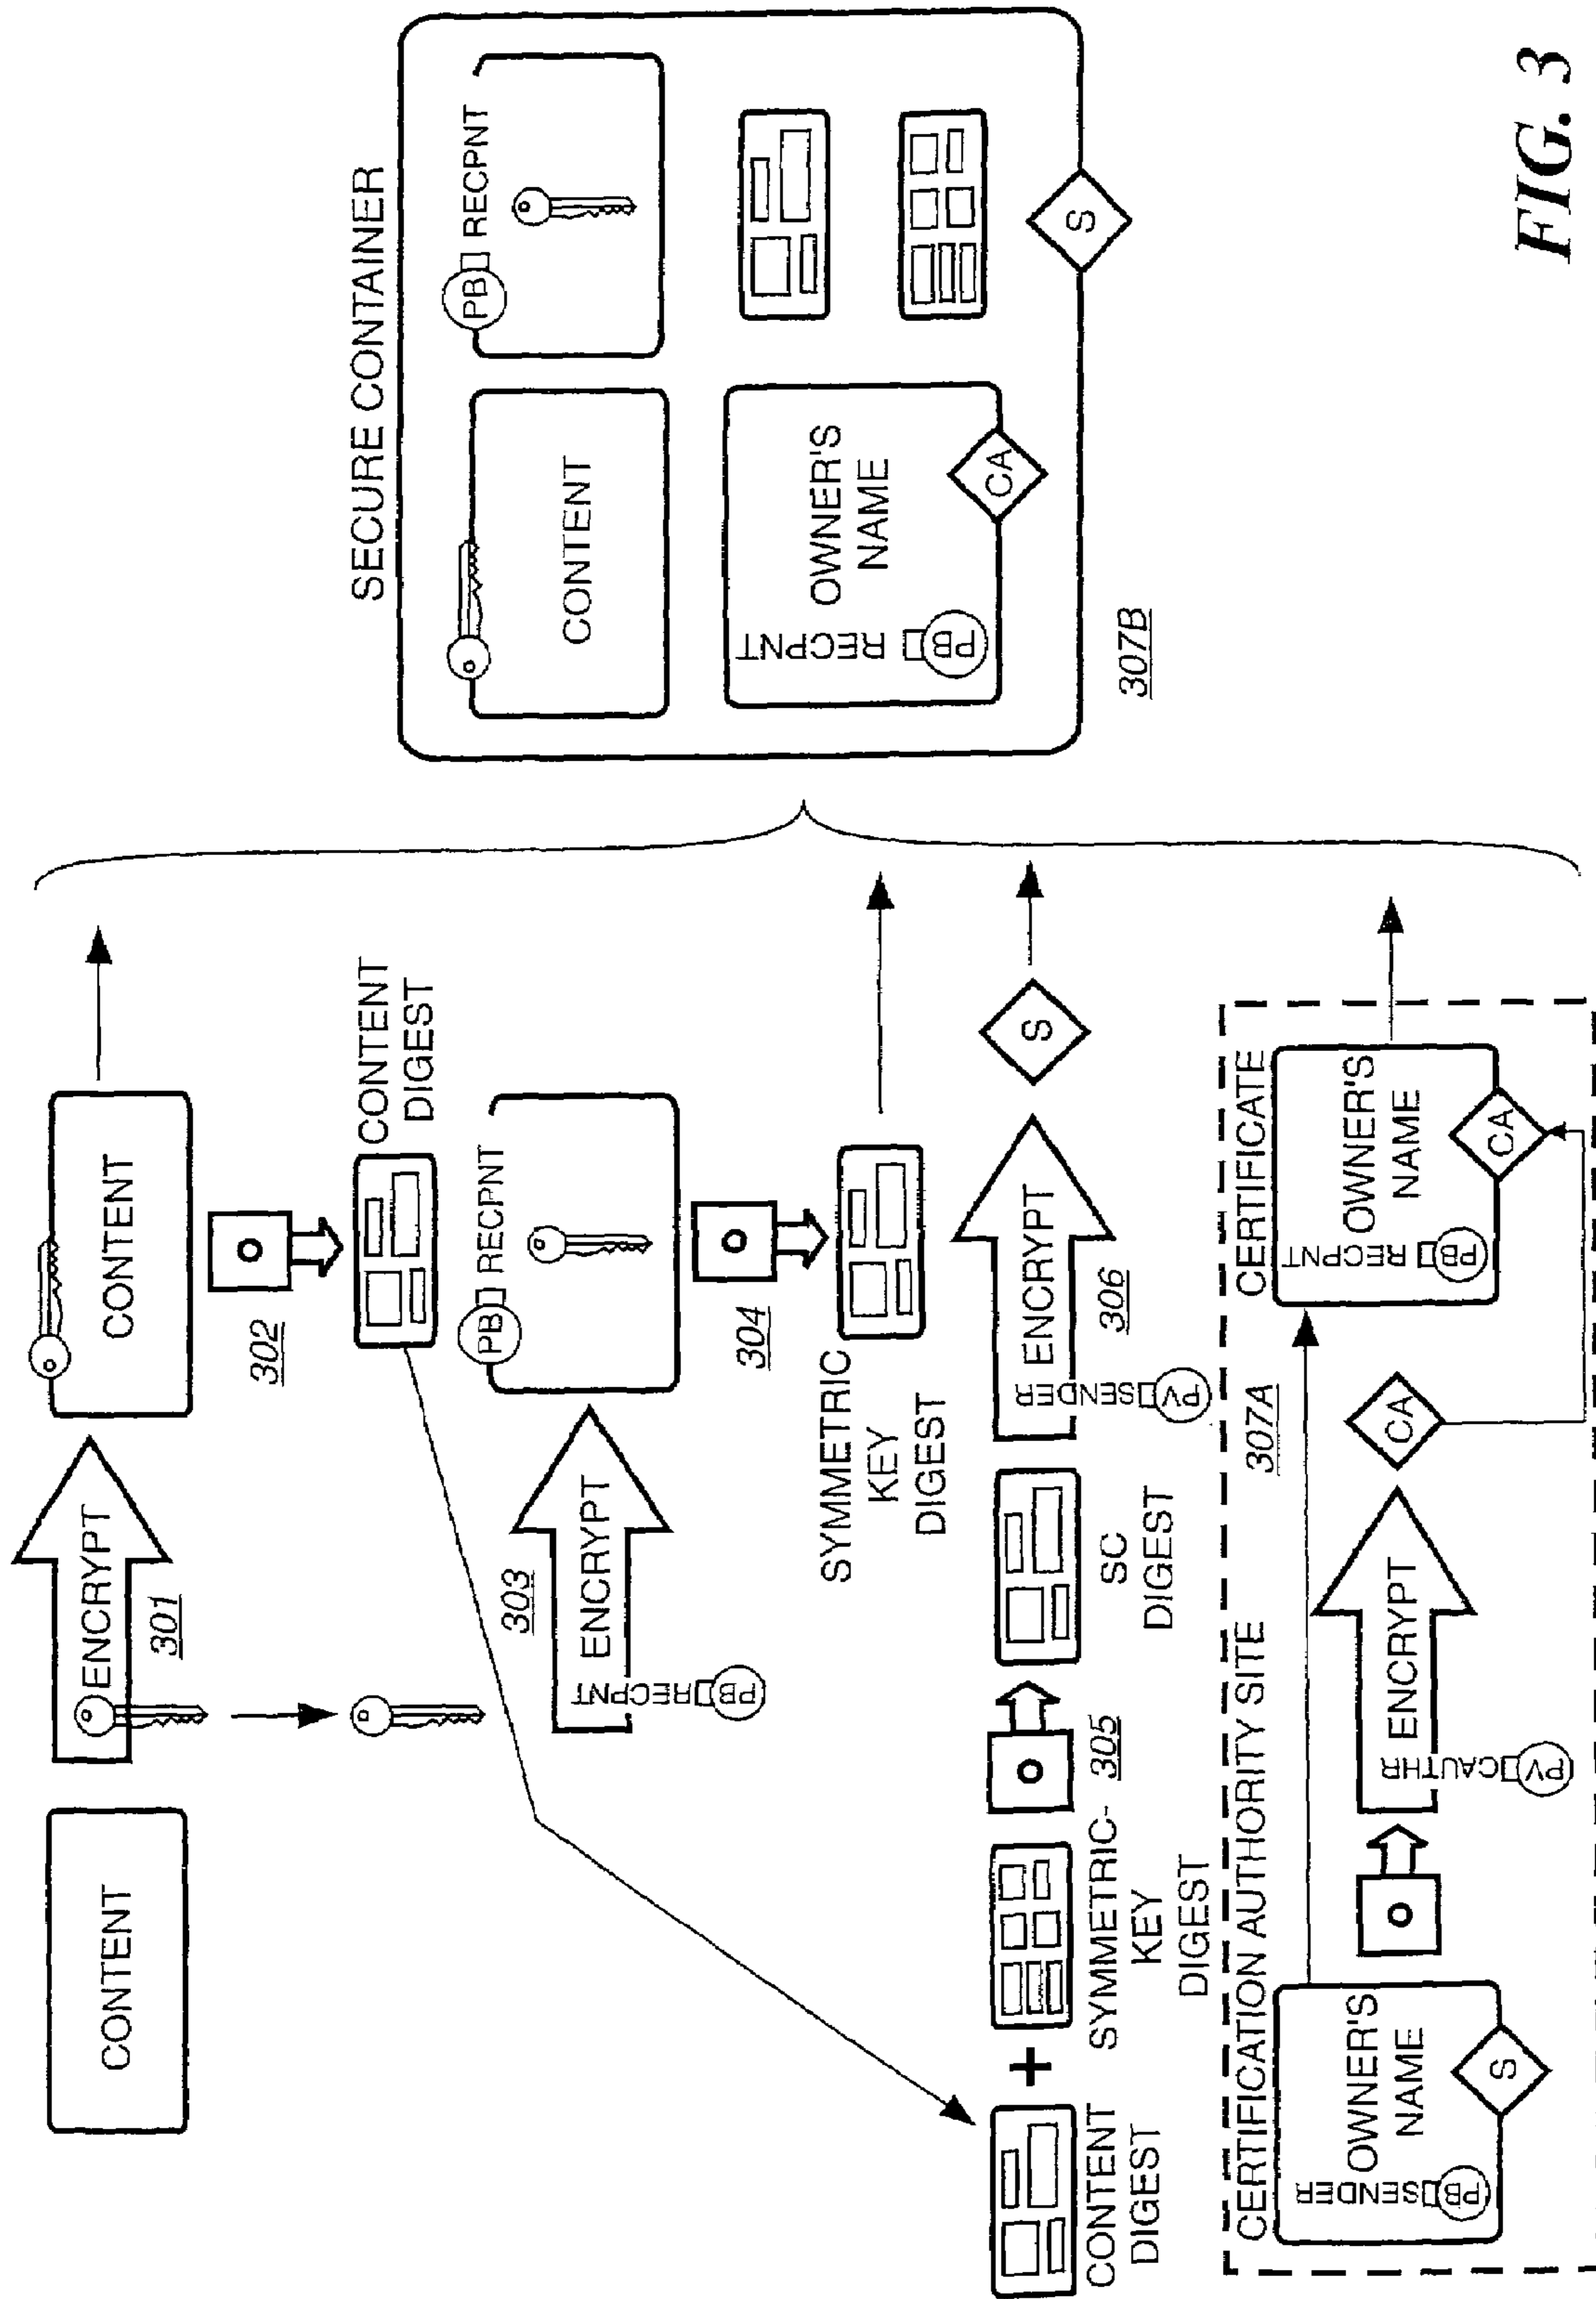 CONTENT
ENCRYPT
301
CONTENT
302
CONTENT
DIGEST
303
ENCRYPT
PB RECPNT
PB RECPNT
304
SYMMETRIC
KEY
DIGEST
CONTENT
DIGEST
+
SYMMETRIC-
KEY
DIGEST
305
SC
DIGEST
ENCRYPT
PV SENDER
306
S
CERTIFICATION AUTHORITY SITE
307A
CERTIFICATE
OWNER'S
NAME
PB SENDER
S
ENCRYPT
PV CAUTHR
CA
OWNER'S
NAME
PB RECPNT
CA
SECURE CONTAINER
CONTENT
PB RECPNT
OWNER'S
NAME
PB RECPNT
CA
S
307B
FIG. 3